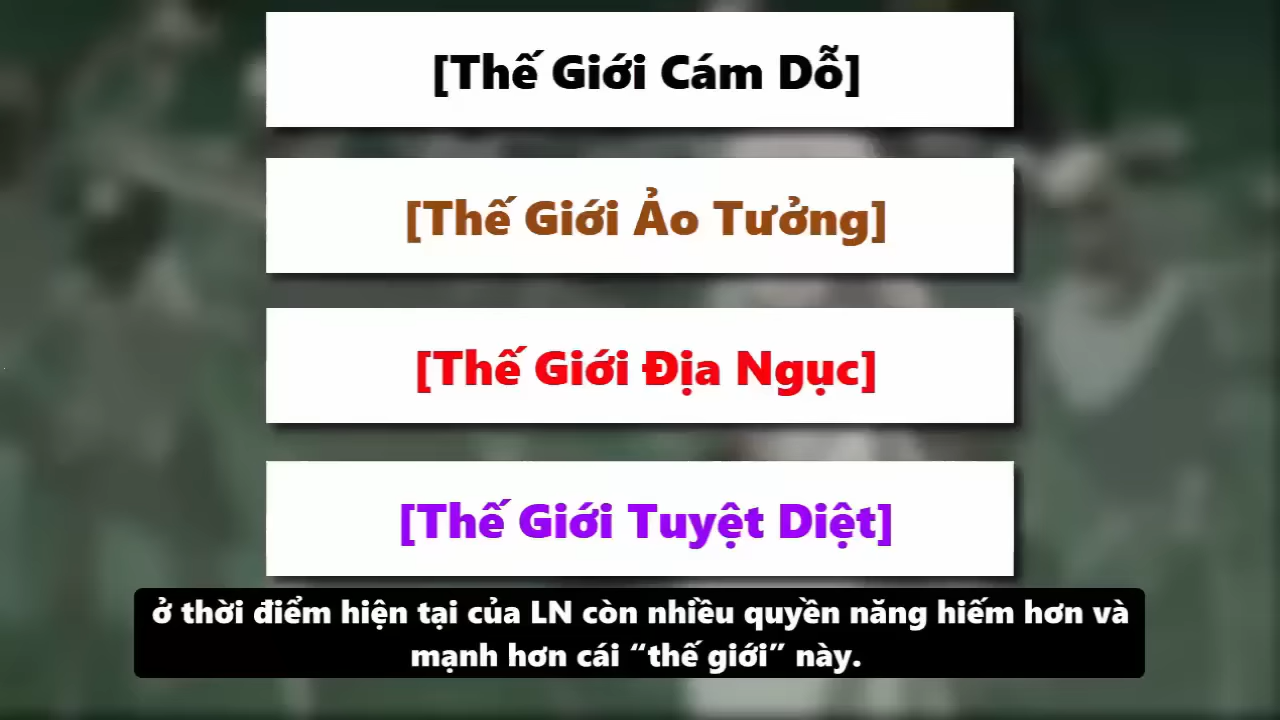 [Thế Giới Cám Dỗ]
[Thế Giới Ảo Tưởng]
[Thế Giới Địa Ngục]
[Thế Giới Tuyệt Diệt]
ở thời điểm hiện tại của LN còn nhiều quyền năng hiếm hơn và
mạnh hơn cái “thế giới” này.